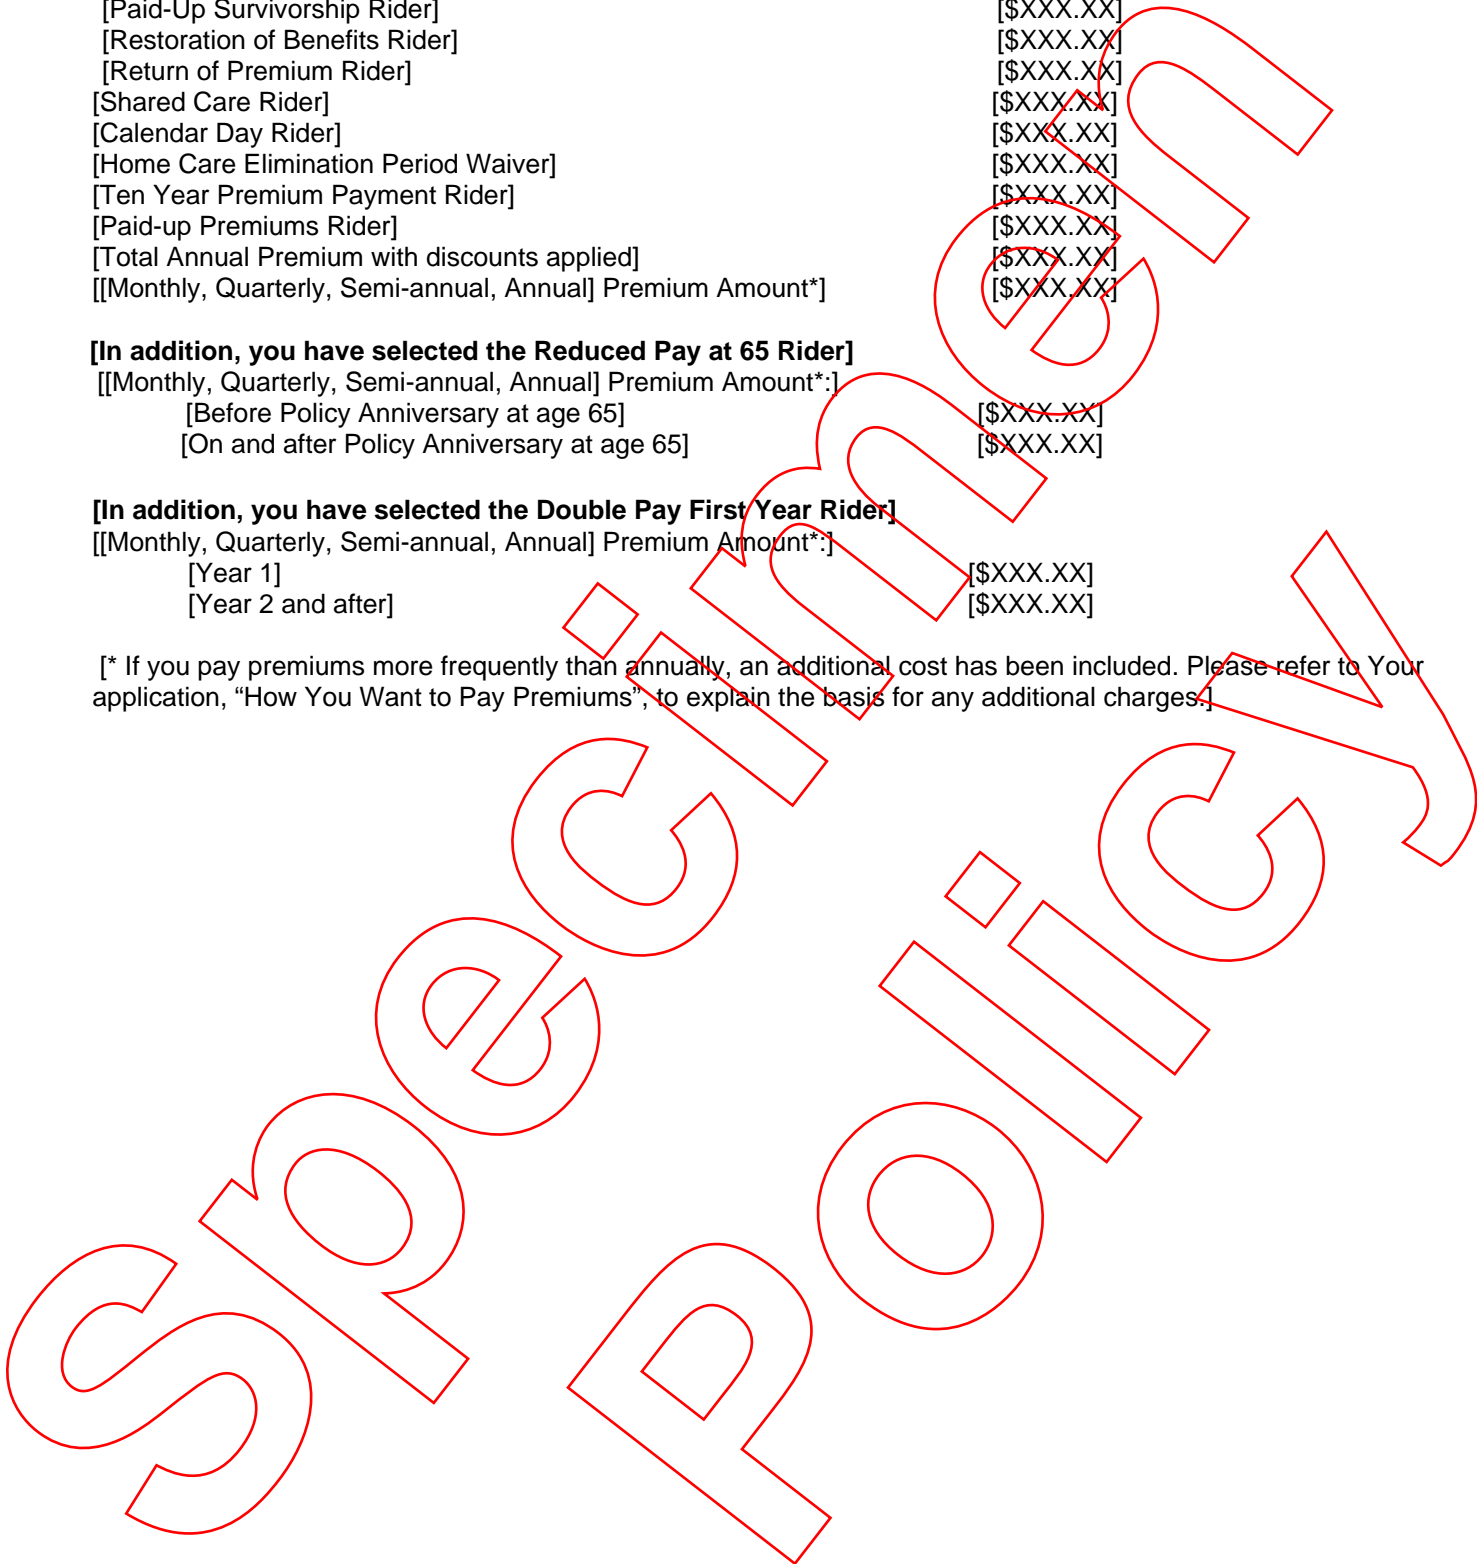 [Paid-Up Survivorship Rider] [$XXX.XX]
[Restoration of Benefits Rider] [$XXX.XX]
[Return of Premium Rider] [$XXX.XX]
[Shared Care Rider] [$XXX.XX]
[Calendar Day Rider] [$XXX.XX]
[Home Care Elimination Period Waiver] [$XXX.XX]
[Ten Year Premium Payment Rider] [$XXX.XX]
[Paid-up Premiums Rider] [$XXX.XX]
[Total Annual Premium with discounts applied] [$XXX.XX]
[[Monthly, Quarterly, Semi-annual, Annual] Premium Amount*] [$XXX.XX]
[In addition, you have selected the Reduced Pay at 65 Rider]
[[Monthly, Quarterly, Semi-annual, Annual] Premium Amount*:]
[Before Policy Anniversary at age 65] [$XXX.XX]
[On and after Policy Anniversary at age 65] [$XXX.XX]
[In addition, you have selected the Double Pay First Year Rider]
[[Monthly, Quarterly, Semi-annual, Annual] Premium Amount*:]
[Year 1] [$XXX.XX]
[Year 2 and after] [$XXX.XX]
[* If you pay premiums more frequently than annually, an additional cost has been included. Please refer to Your
application, “How You Want to Pay Premiums”, to explain the basis for any additional charges.]
Specimen
Policy